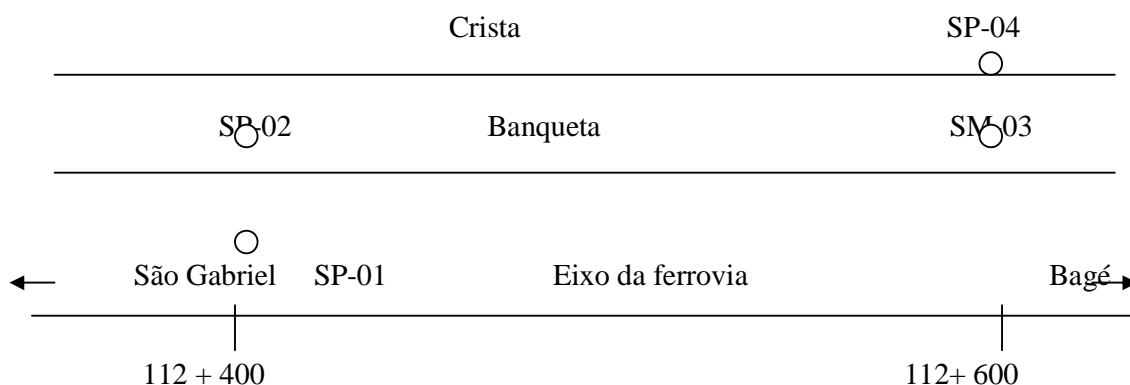 Crista SP-04
SP-02 Banqueta SM-03
São Gabriel SP-01 Eixo da ferrovia Bagé
112 + 400 112+ 600